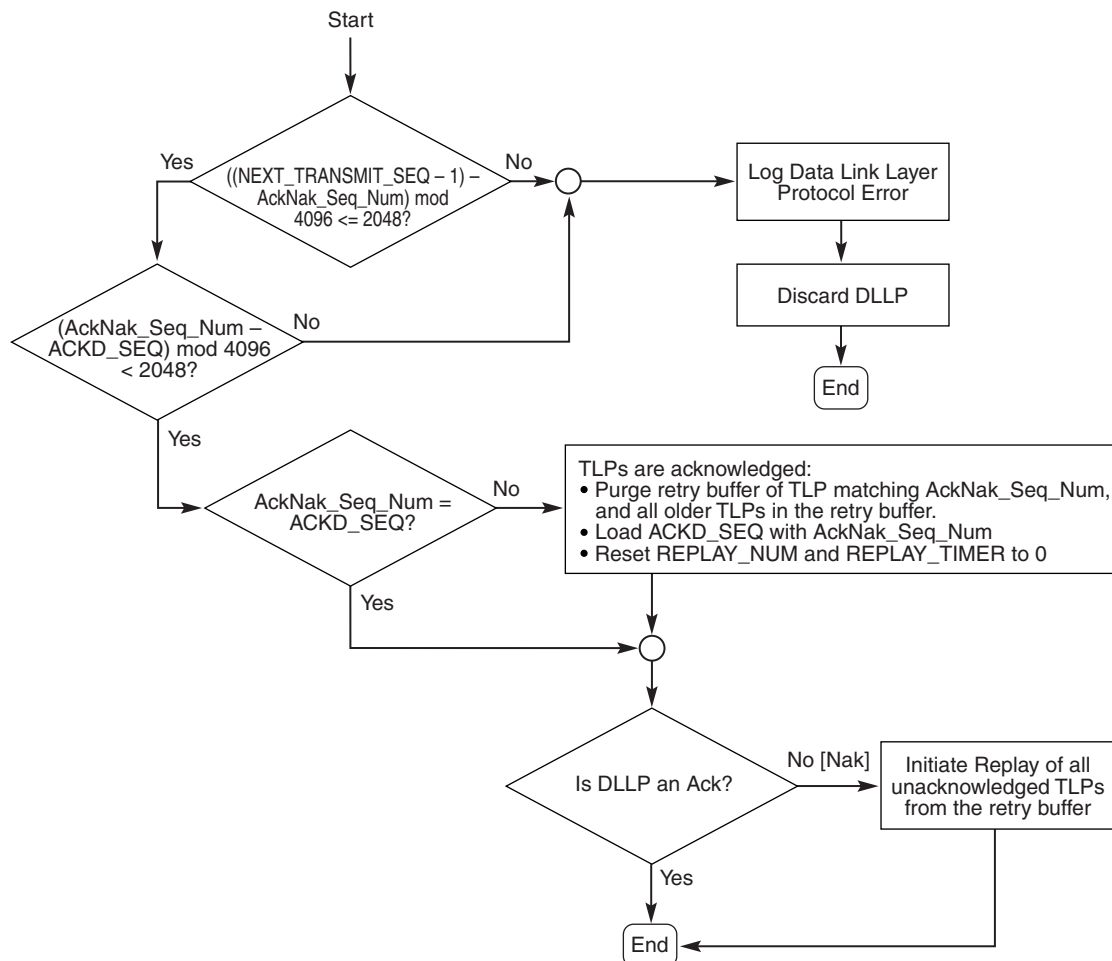 Start
((NEXT_TRANSMIT_SEQ – 1) –
AckNak_Seq_Num) mod
4096 <= 2048?
Yes
No
Log Data Link Layer
Protocol Error
Discard DLLP
End
(AckNak_Seq_Num –
ACKD_SEQ) mod 4096
< 2048?
No
Yes
AckNak_Seq_Num =
ACKD_SEQ?
No
Yes
TLPs are acknowledged:
• Purge retry buffer of TLP matching AckNak_Seq_Num,
and all older TLPs in the retry buffer.
• Load ACKD_SEQ with AckNak_Seq_Num
• Reset REPLAY_NUM and REPLAY_TIMER to 0
Is DLLP an Ack?
No [Nak]
Initiate Replay of all
unacknowledged TLPs
from the retry buffer
Yes
End